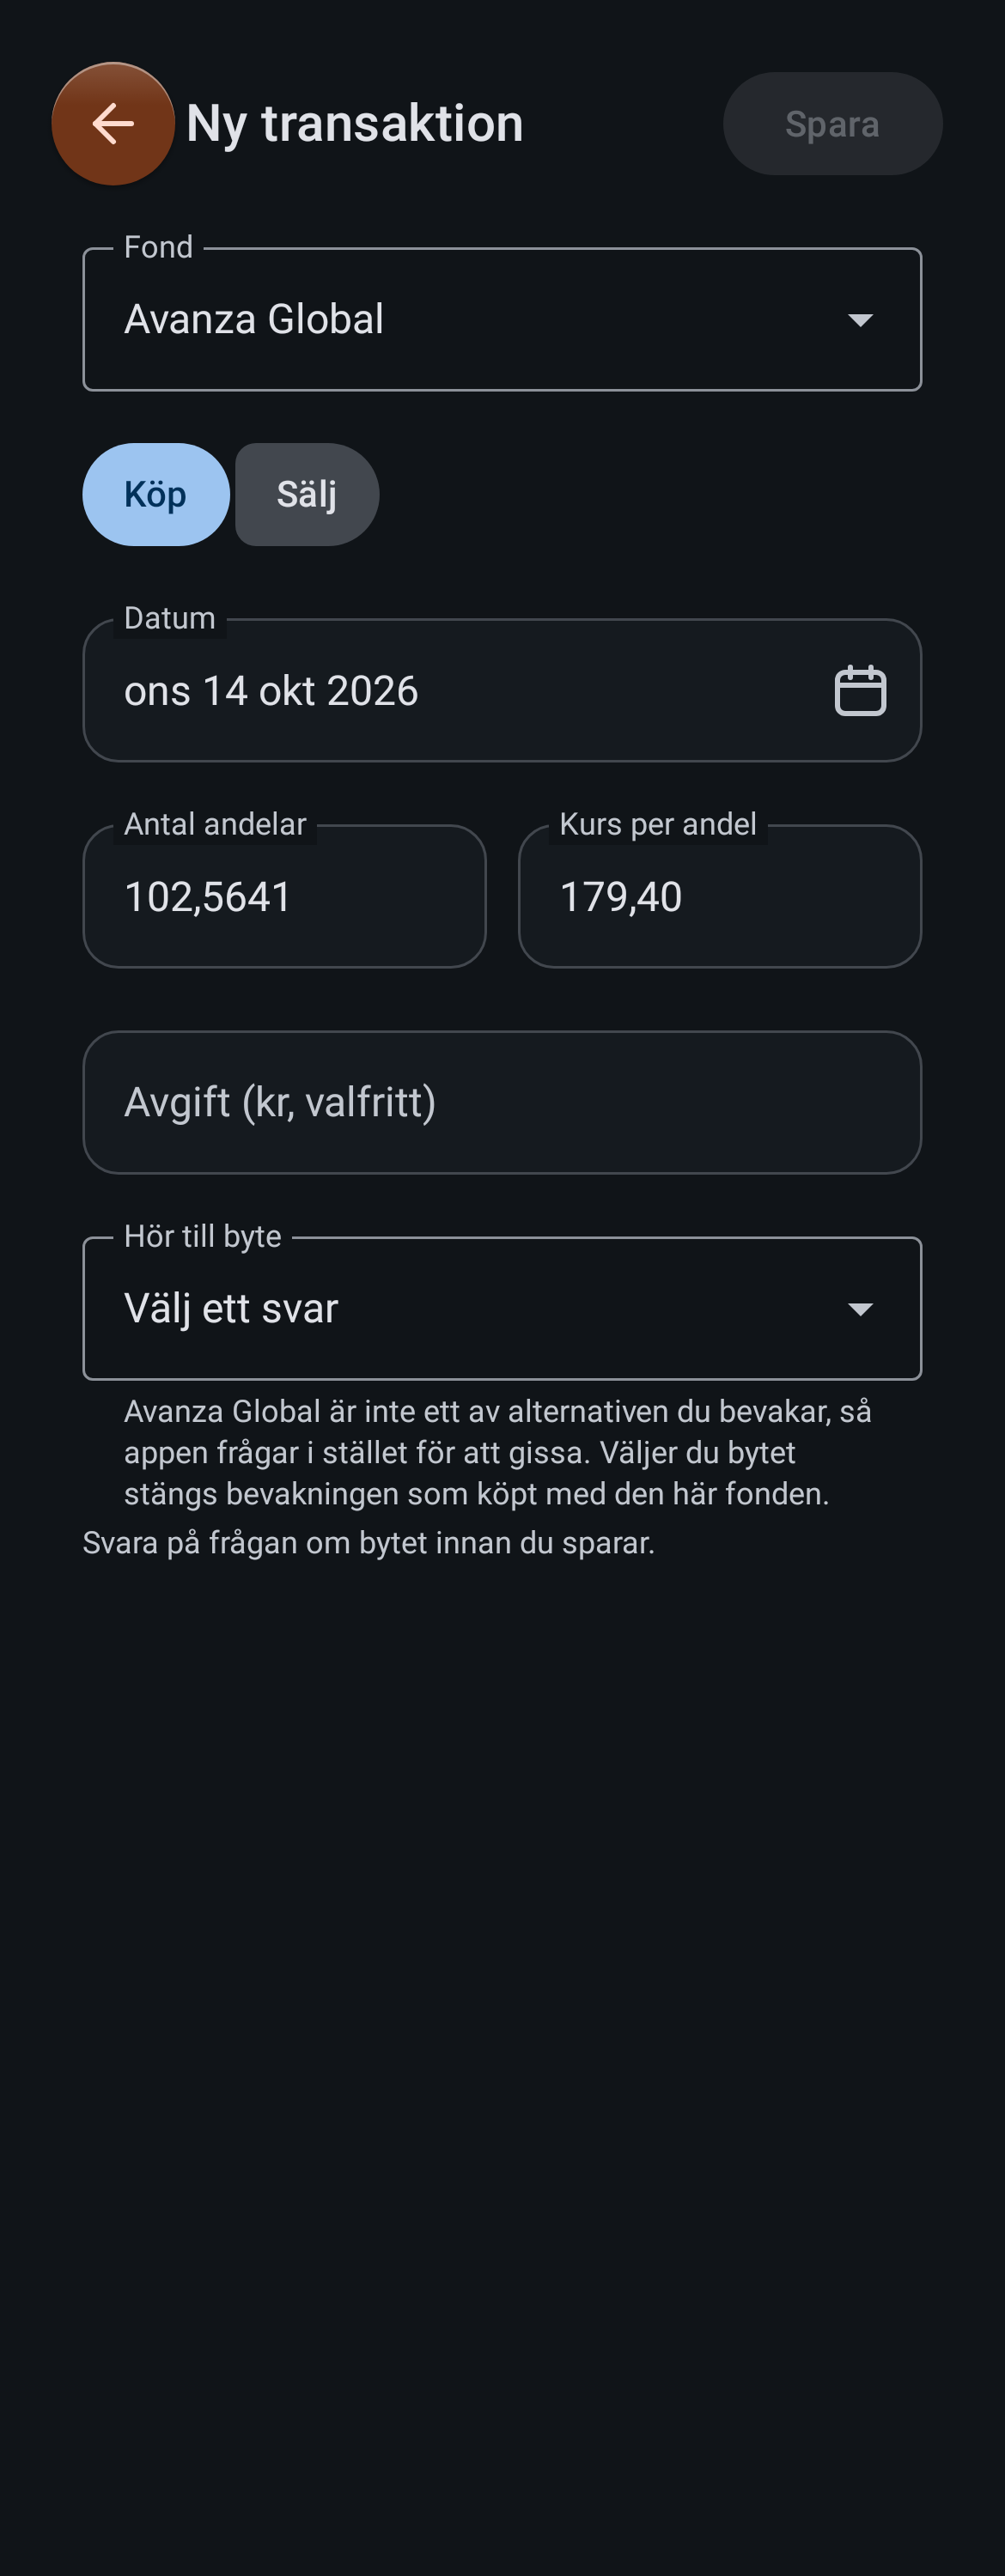 Ny transaktion
Spara
Fond
Avanza Global
Köp
Sälj
Datum
ons 14 okt 2026
Antal andelar
Kurs per andel
102,5641
179,40
Avgift (kr, valfritt)
Hör till byte
Välj ett svar
Avanza Global är inte ett av alternativen du bevakar, så
appen frågar i stället för att gissa. Väljer du bytet
stängs bevakningen som köpt med den här fonden.
Svara på frågan om bytet innan du sparar.